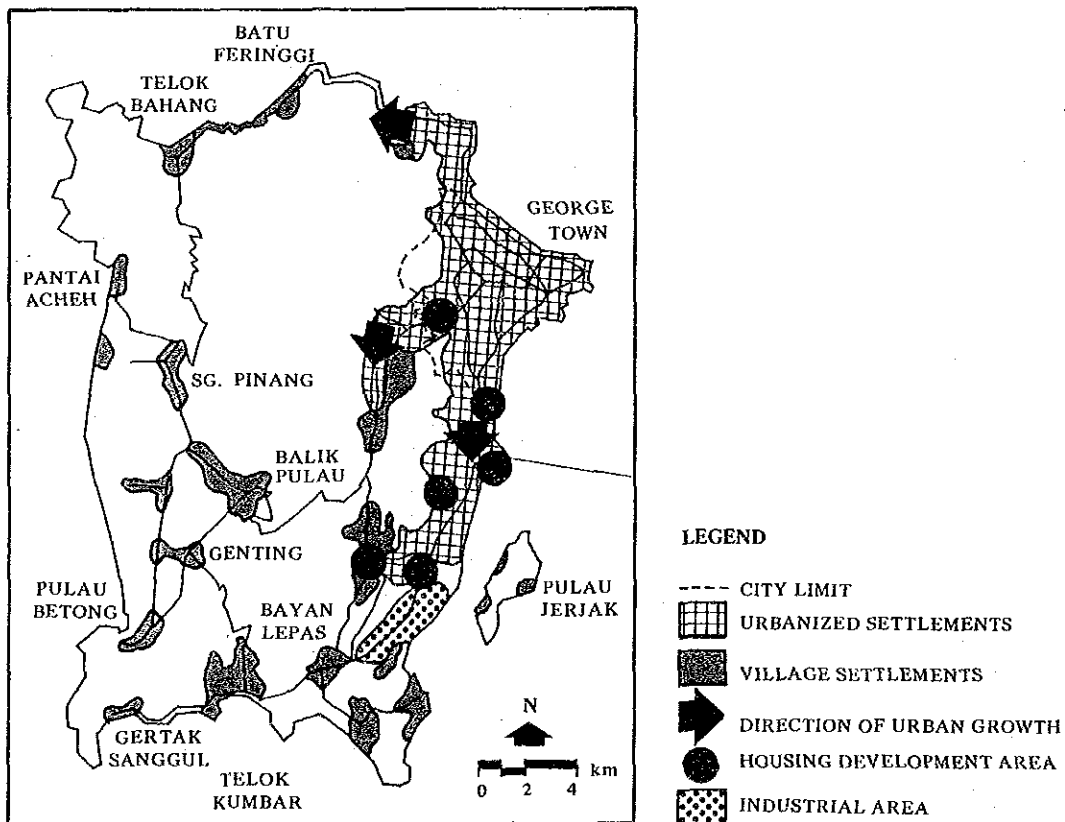 BATU
FERINGGI
TELOK
BAHANG
GEORGE
TOWN
PANTAI
ACHEH
SG. PINANG
BALIK
PULAU
GENTING
PULAU
BETONG
BAYAN
LEPAS
PULAU
JERJAK
GERTAK
SANGGUL
TELOK
KUMBAR
N
km
0 2 4
LEGEND
CITY LIMIT
URBANIZED SETTLEMENTS
VILLAGE SETTLEMENTS
DIRECTION OF URBAN GROWTH
HOUSING DEVELOPMENT AREA
INDUSTRIAL AREA